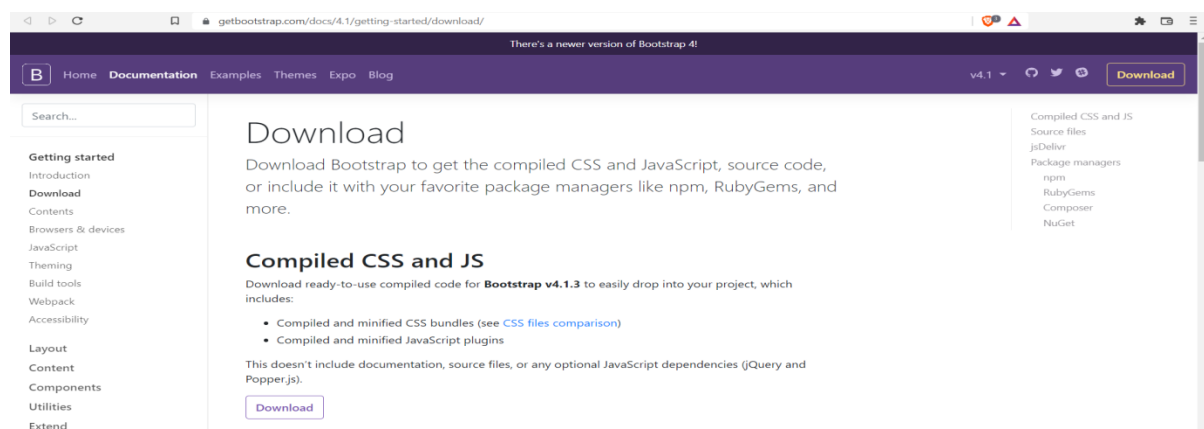 getbootstrap.com/docs/4.1/getting-started/download/
There's a newer version of Bootstrap 4!
B Home Documentation Examples Themes Expo Blog v4.1 Download
Search...
Getting started
Introduction
Download
Contents
Browsers & devices
JavaScript
Theming
Build tools
Webpack
Accessibility
Layout
Content
Components
Utilities
Extend
Download
Download Bootstrap to get the compiled CSS and JavaScript, source code,
or include it with your favorite package managers like npm, RubyGems, and
more.
Compiled CSS and JS
Download ready-to-use compiled code for Bootstrap v4.1.3 to easily drop into your project, which
includes:
• Compiled and minified CSS bundles (see CSS files comparison)
• Compiled and minified JavaScript plugins
This doesn't include documentation, source files, or any optional JavaScript dependencies (jQuery and
Popper.js).
Download
Compiled CSS and JS
Source files
jsDelivr
Package managers
npm
RubyGems
Composer
NuGet